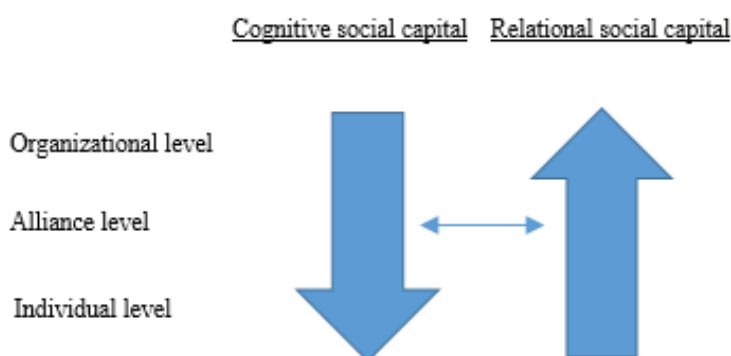 Cognitive social capital Relational social capital
Organizational level
Alliance level
Individual level